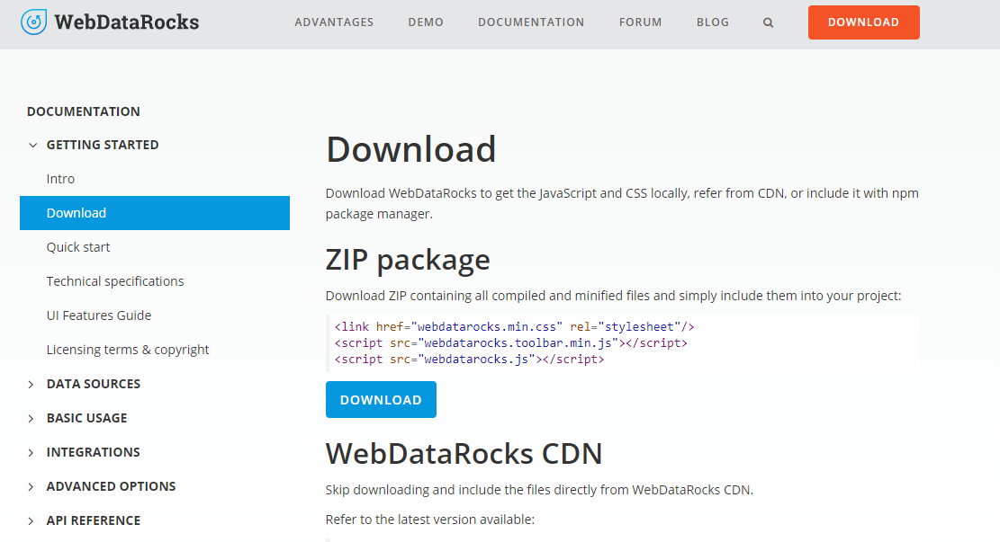 WebDataRocks
ADVANTAGES
DEMO
DOCUMENTATION
FORUM
BLOG
DOWNLOAD
DOCUMENTATION
GETTING STARTED
Intro
Download
Quick start
Technical specifications
UI Features Guide
Licensing terms & copyright
DATA SOURCES
BASIC USAGE
INTEGRATIONS
ADVANCED OPTIONS
API REFERENCE
Download
Download WebDataRocks to get the JavaScript and CSS locally, refer from CDN, or include it with npm
package manager.
ZIP package
Download ZIP containing all compiled and minified files and simply include them into your project:
<link href="webdatarocks.min.css" rel="stylesheet"/>
<script src="webdatarocks.toolbar.min.js"></script>
<script src="webdatarocks.js"></script>
DOWNLOAD
WebDataRocks CDN
Skip downloading and include the files directly from WebDataRocks CDN.
Refer to the latest version available: